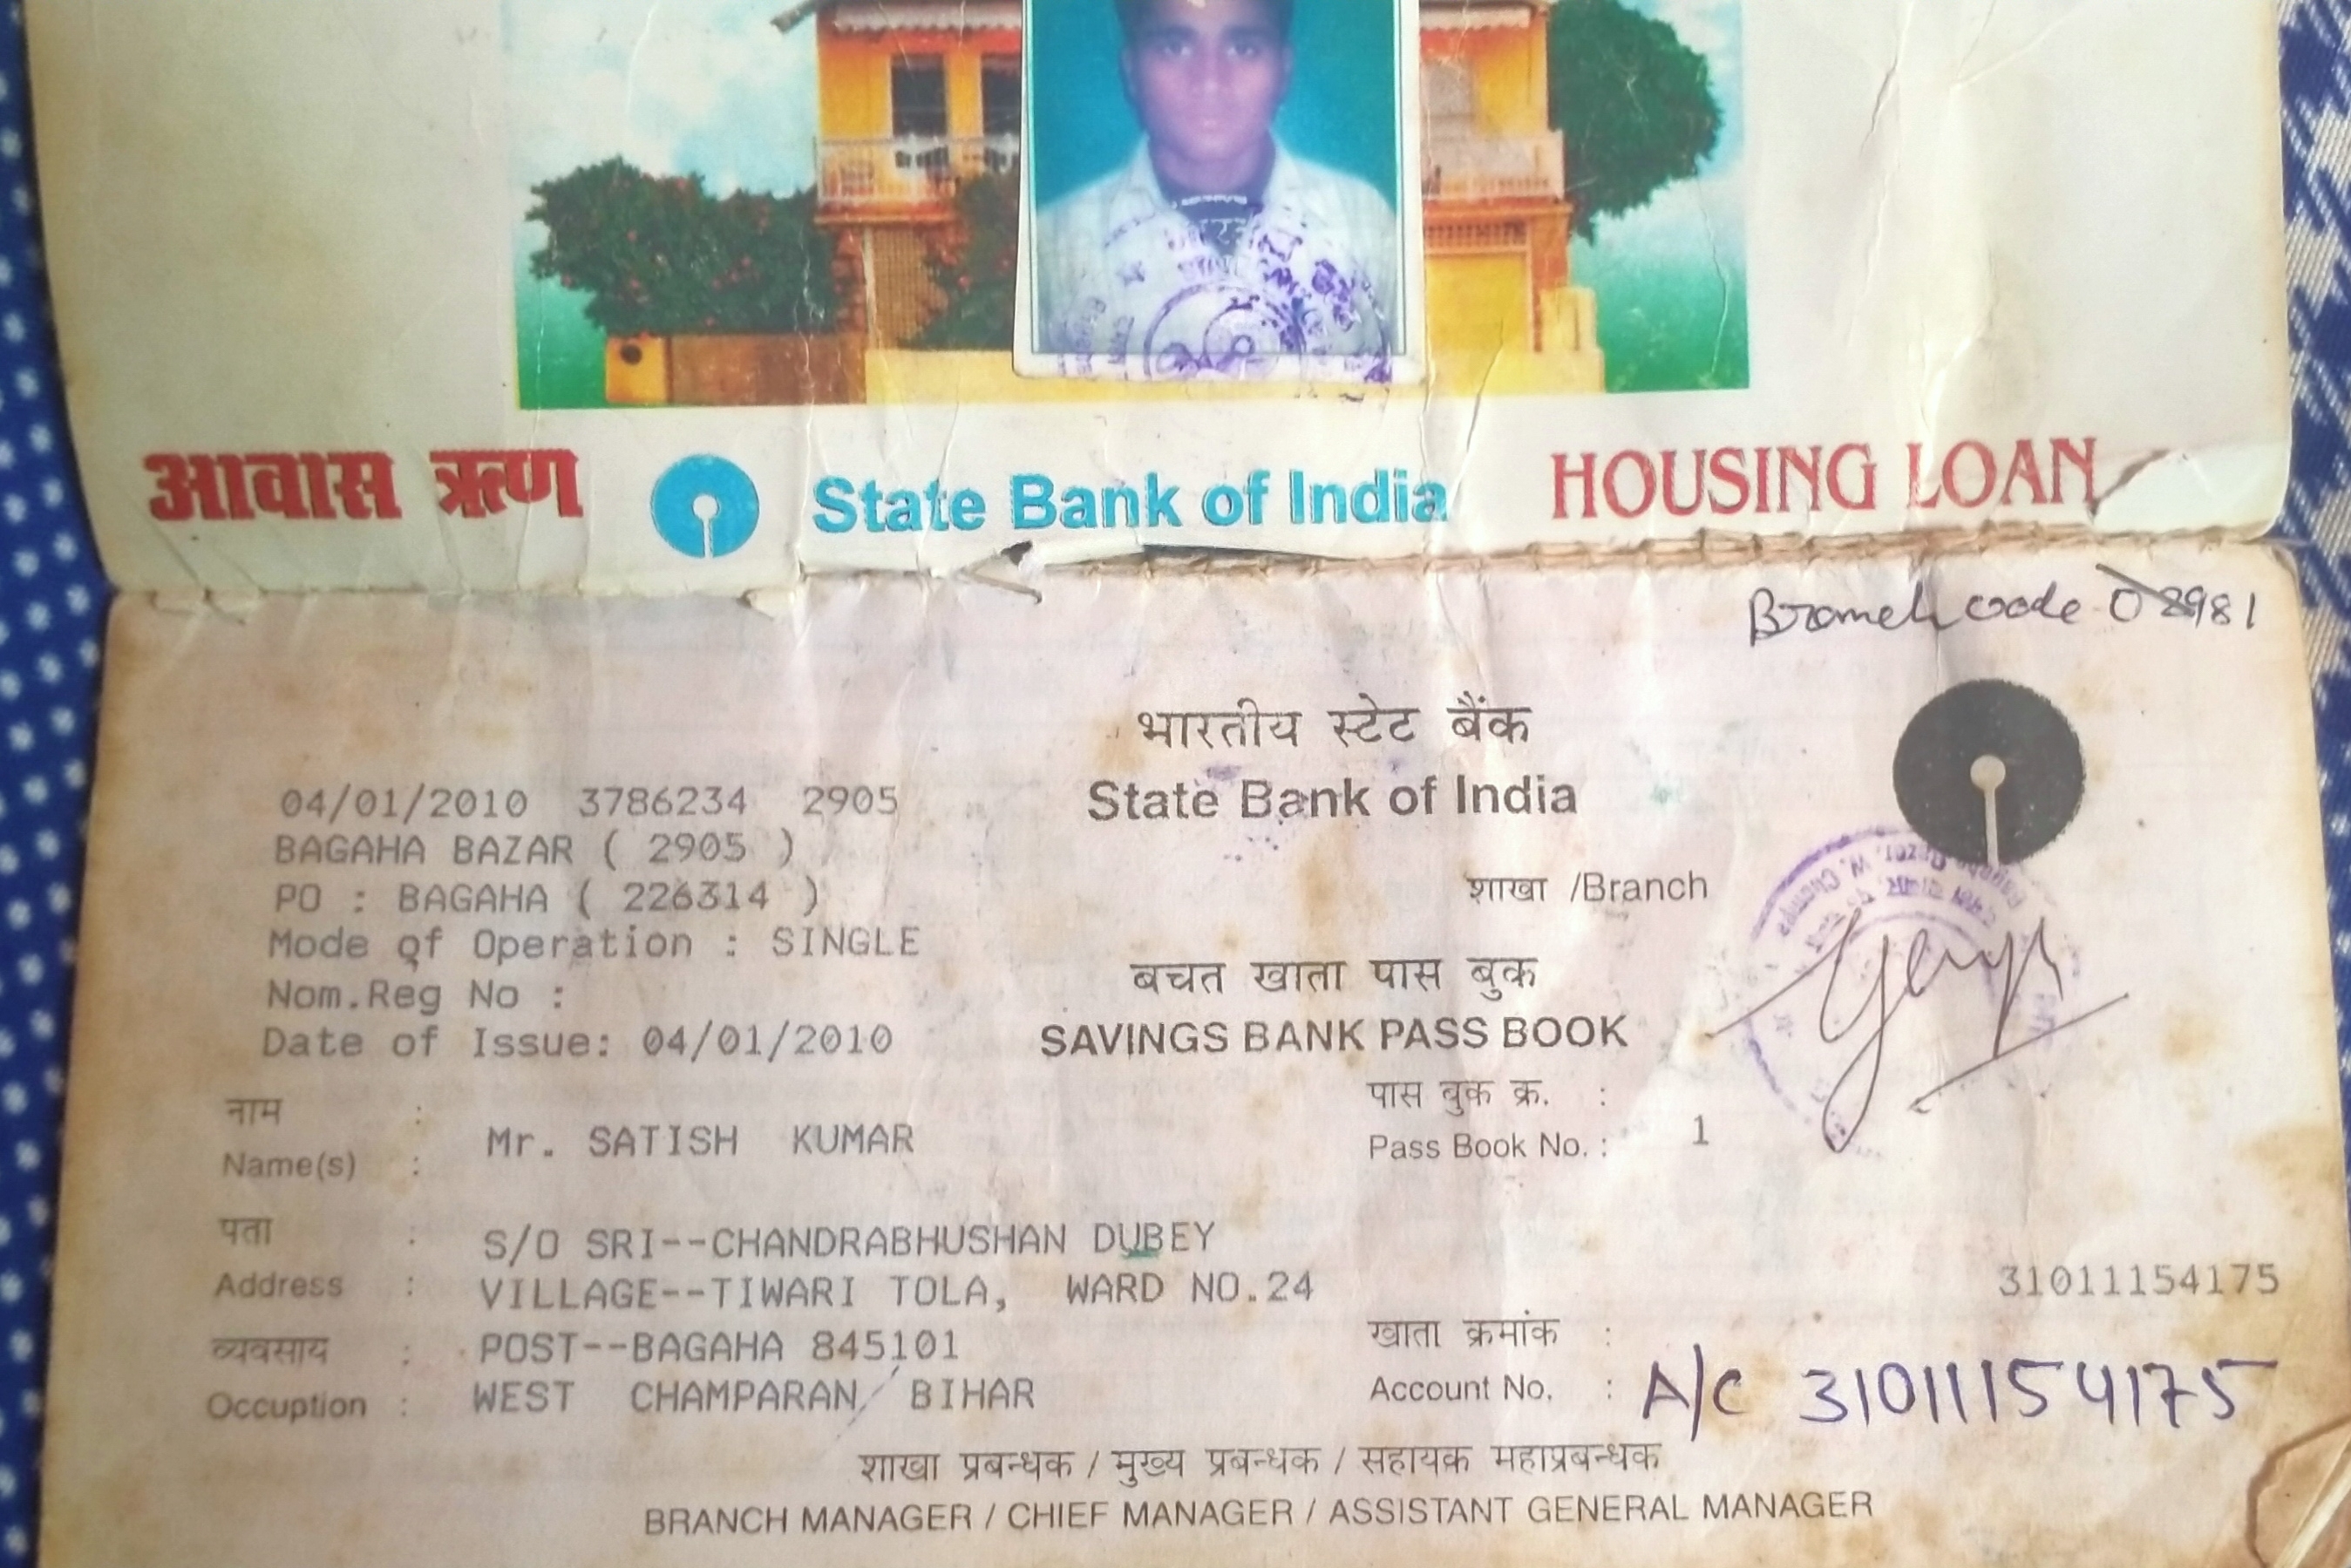 आवास ऋण State Bank of India HOUSING LOAN
Branch code 02981
भारतीय स्टेट बैंक
State Bank of India
04/01/2010 3786234 2905
BAGAHA BAZAR ( 2905 )
शाखा /Branch
PO : BAGAHA ( 226314 )
Mode of Operation : SINGLE
Nom.Reg No :
Date of Issue: 04/01/2010
बचत खाता पास बुक
SAVINGS BANK PASS BOOK
नाम :
Name(s) : Mr. SATISH KUMAR
पास बुक क्र. :
Pass Book No. : 1
पता : S/O SRI--CHANDRABHUSHAN DUBEY
Address : VILLAGE--TIWARI TOLA, WARD NO.24
व्यवसाय : POST--BAGAHA 845101
Occuption : WEST CHAMPARAN BIHAR
31011154175
खाता क्रमांक :
Account No. : A/C 31011154175
शाखा प्रबन्धक / मुख्य प्रबन्धक / सहायक महाप्रबन्धक
BRANCH MANAGER / CHIEF MANAGER / ASSISTANT GENERAL MANAGER